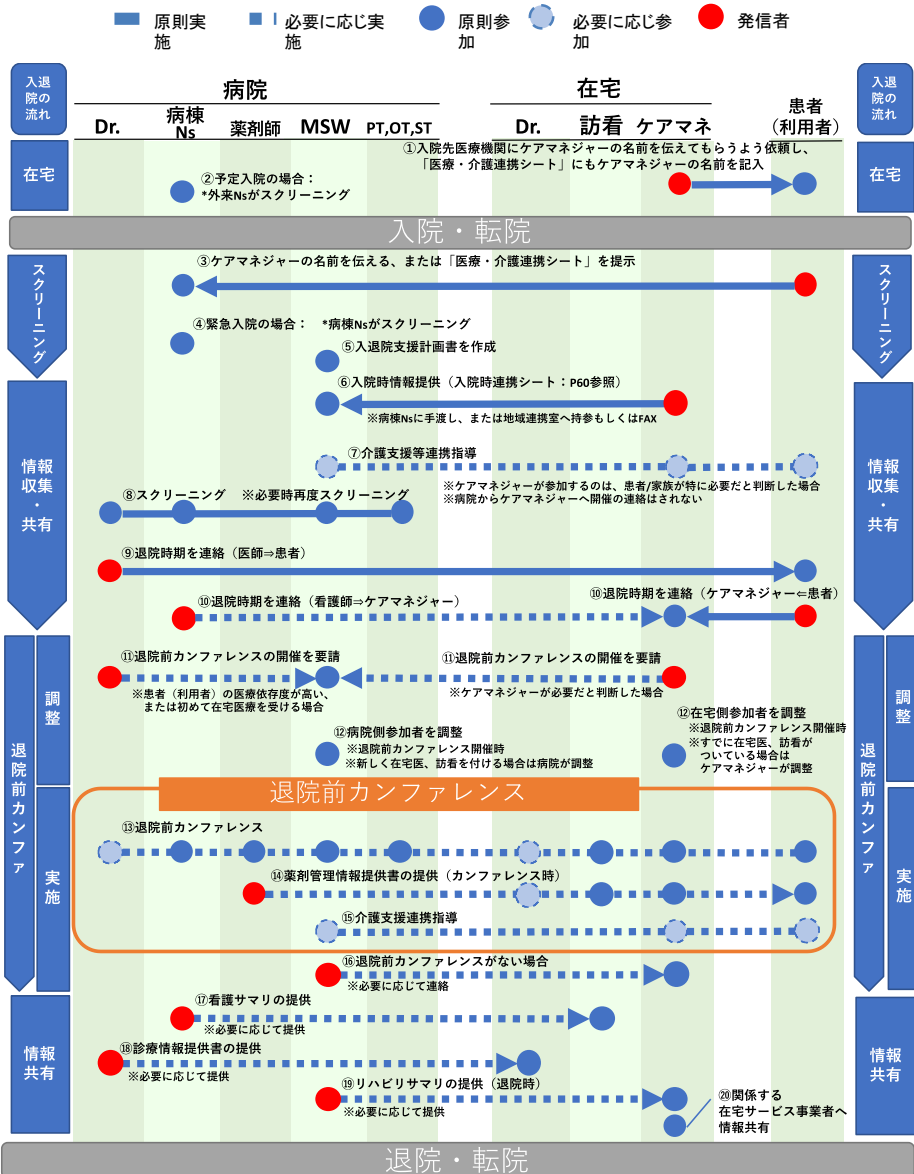 原則実
施
必要に応じ実
施
原則参
加
必要に応じ参
加
発信者
入退
院の
流れ
病院
在宅
入退
院の
流れ
Dr.
病棟
Ns
薬剤師
MSW
PT,OT,ST
Dr.
訪看
ケアマネ
患者
（利用者）
在宅
①入院先医療機関にケアマネジャーの名前を伝えてもらうよう依頼し、
「医療・介護連携シート」にもケアマネジャーの名前を記入
②予定入院の場合：
*外来Nsがスクリーニング
在宅
入院・転院
スクリーニング
③ケアマネジャーの名前を伝える、または「医療・介護連携シート」を提示
④緊急入院の場合：　*病棟Nsがスクリーニング
⑤入退院支援計画書を作成
スクリーニング
情報
収集
・
共有
⑥入院時情報提供（入院時連携シート：P60参照）
※病棟Nsに手渡し、または地域連携室へ持参もしくはFAX
⑦介護支援等連携指導
※ケアマネジャーが参加するのは、患者/家族が特に必要だと判断した場合
※病院からケアマネジャーへ開催の連絡はされない
⑧スクリーニング　※必要時再度スクリーニング
⑨退院時期を連絡（医師⇒患者）
⑩退院時期を連絡（看護師⇒ケアマネジャー）
⑩退院時期を連絡（ケアマネジャー⇐患者）
情報
収集
・
共有
退院前カンファ
調整
⑪退院前カンファレンスの開催を要請
※患者（利用者）の医療依存度が高い、
または初めて在宅医療を受ける場合
⑪退院前カンファレンスの開催を要請
※ケアマネジャーが必要だと判断した場合
⑫病院側参加者を調整
※退院前カンファレンス開催時
※新しく在宅医、訪看を付ける場合は病院が調整
⑫在宅側参加者を調整
※退院前カンファレンス開催時
※すでに在宅医、訪看が
ついている場合は
ケアマネジャーが調整
退院前カンファ
調整
実施
退院前カンファレンス
⑬退院前カンファレンス
⑭薬剤管理情報提供書の提供（カンファレンス時）
⑮介護支援連携指導
実施
⑯退院前カンファレンスがない場合
※必要に応じて連絡
情報
共有
⑰看護サマリの提供
※必要に応じて提供
⑱診療情報提供書の提供
※必要に応じて提供
⑲リハビリサマリの提供（退院時）
※必要に応じて提供
⑳関係する
在宅サービス事業者へ
情報共有
情報
共有
退院・転院